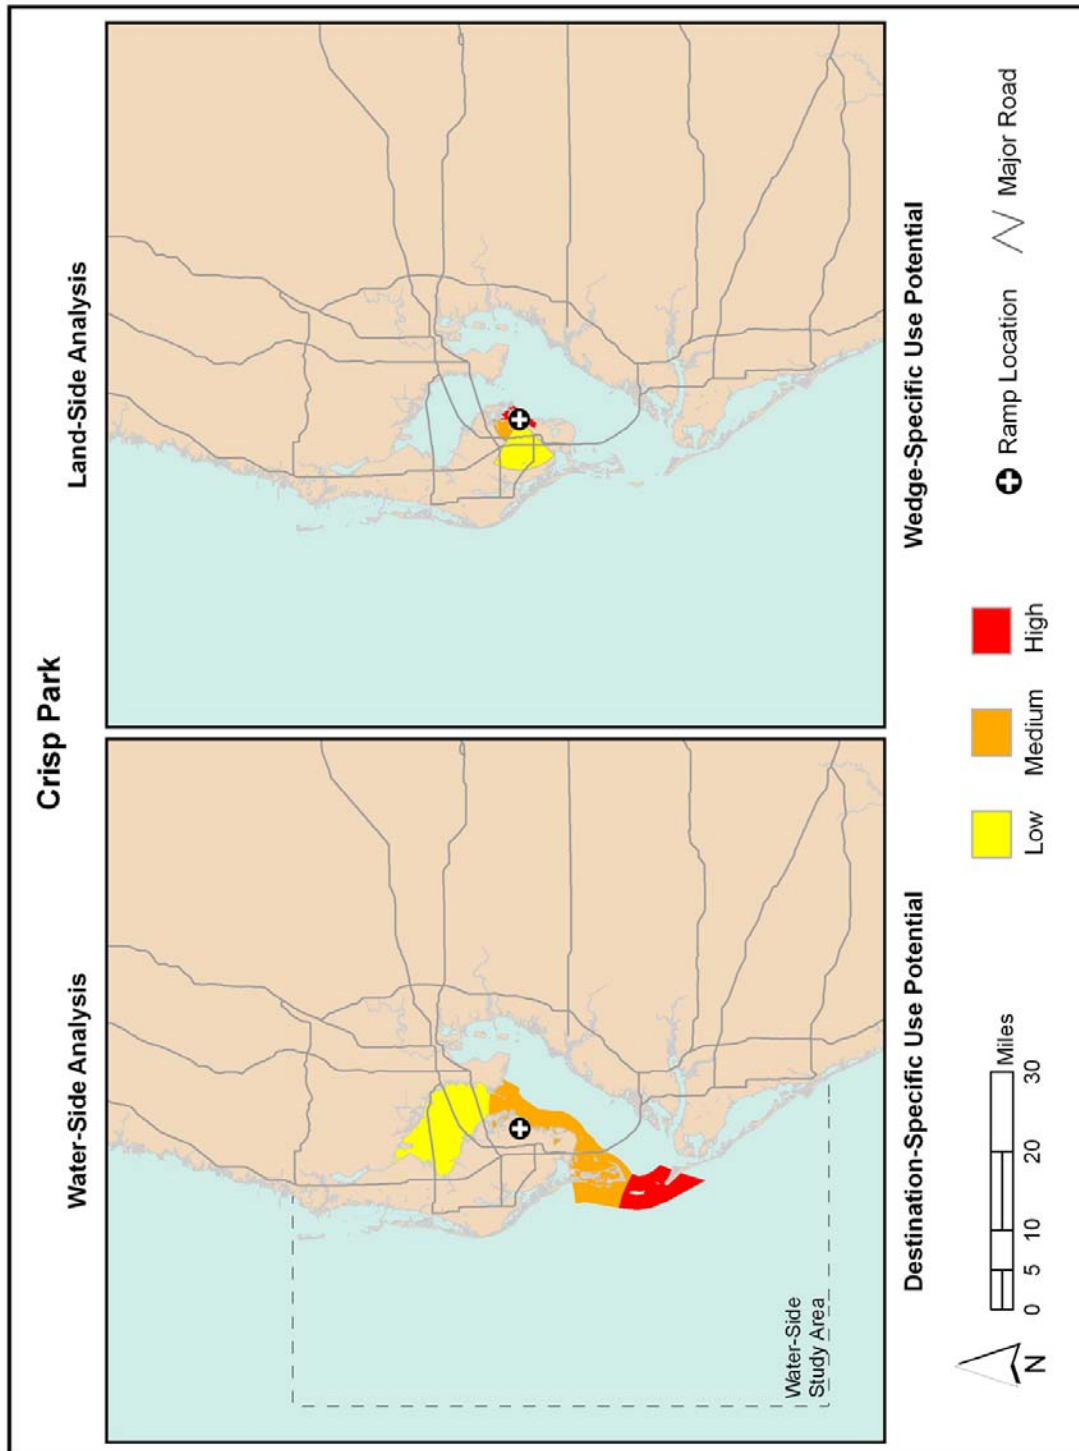 Crisp Park
Water-Side Analysis
Land-Side Analysis
Water-Side
Study Area
Destination-Specific Use Potential
Wedge-Specific Use Potential
N
0 5 10 20 30
Miles
Low
Medium
High
Ramp Location
Major Road